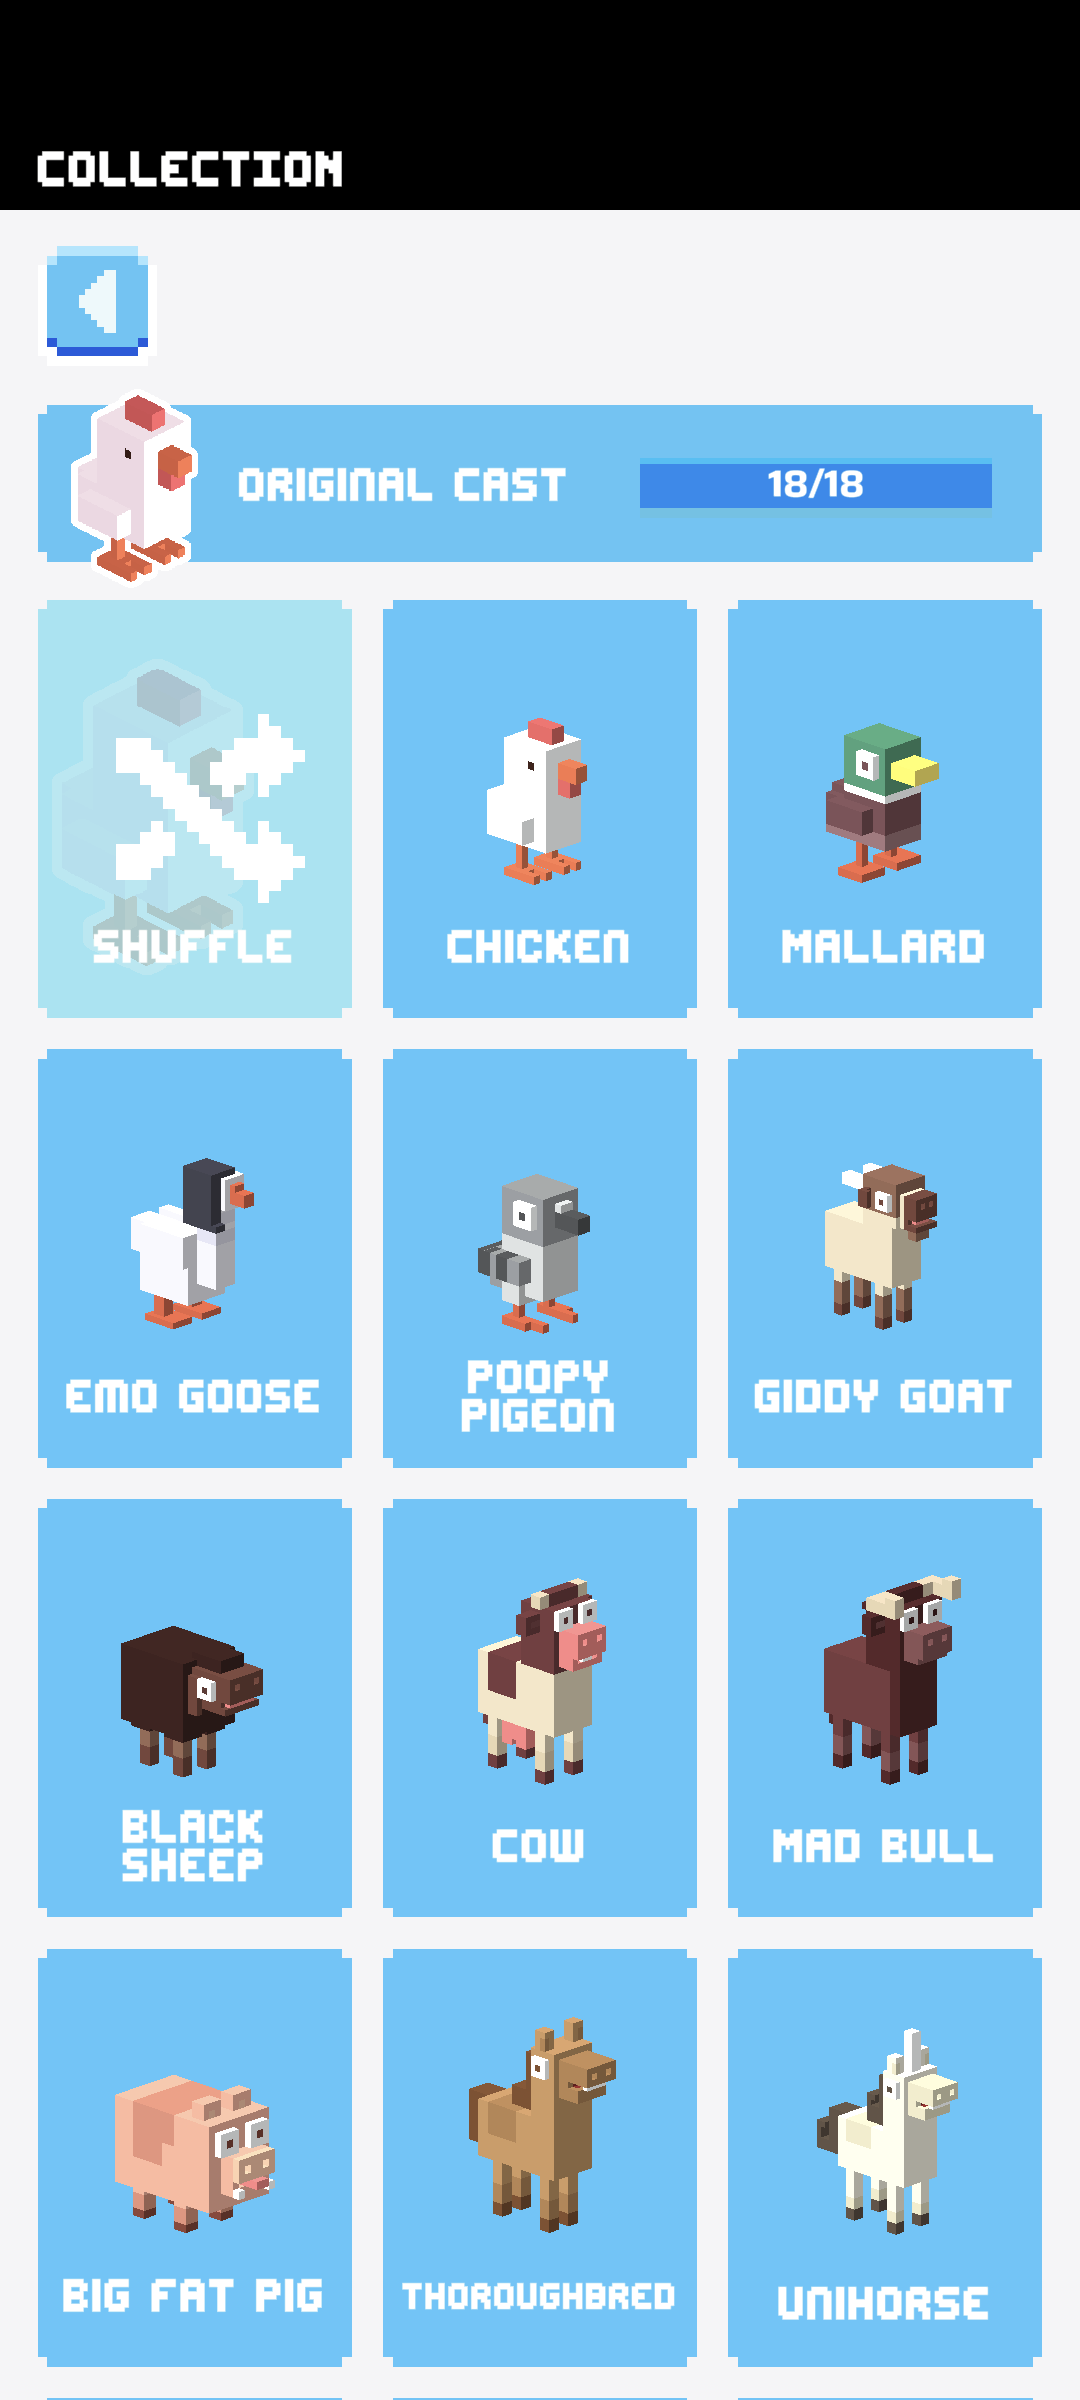 COLLECTION
ORIGINAL CAST
18/18
SHUFFLE
CHICKEN
MALLARD
EMO GOOSE
POOPY
PIGEON
GIDDY GOAT
BLACK
SHEEP
COW
MAD BULL
BIG FAT PIG
THOROUGHBRED
UNIHORSE